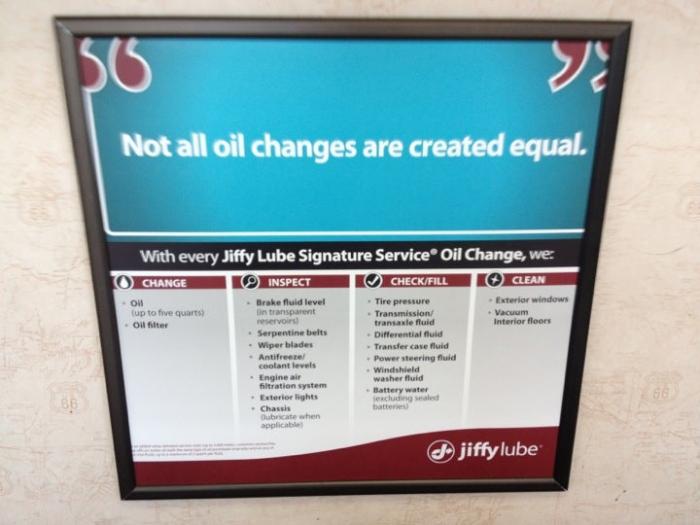 “
”
Not all oil changes are created equal.
With every Jiffy Lube Signature Service® Oil Change, we:
CHANGE
• Oil
(up to five quarts)
• Oil filter
INSPECT
• Brake fluid level
(in transparent
reservoirs)
• Serpentine belts
• Wiper blades
• Antifreeze/
coolant levels
• Engine air
filtration system
• Exterior lights
• Chassis
(lubricate when
applicable)
CHECK/FILL
• Tire pressure
• Transmission/
transaxle fluid
• Differential fluid
• Transfer case fluid
• Power steering fluid
• Windshield
washer fluid
• Battery water
(excluding sealed
batteries)
CLEAN
• Exterior windows
• Vacuum
Interior floors
jiffylube
66
66